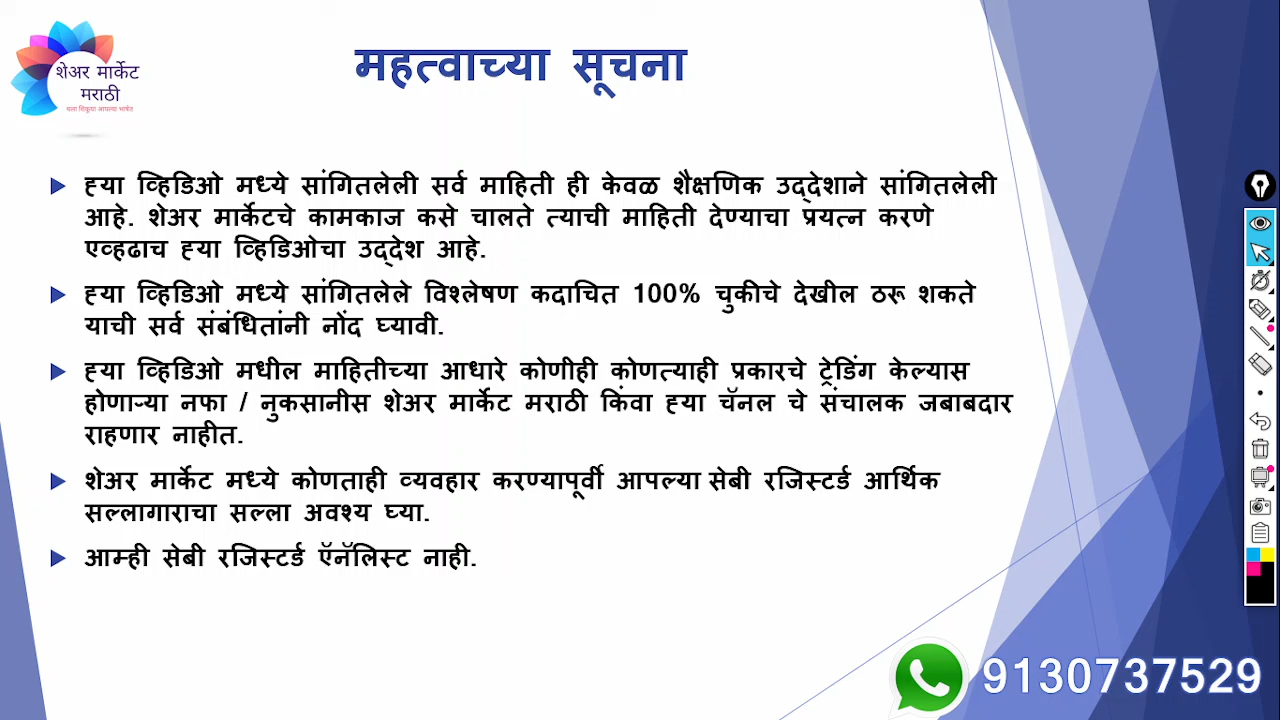 शेअर मार्केट
मराठी
चला शिकूया आपल्या भाषेत
महत्वाच्या सूचना
ह्या व्हिडिओ मध्ये सांगितलेली सर्व माहिती ही केवळ शैक्षणिक उद्देशाने सांगितलेली
आहे. शेअर मार्केटचे कामकाज कसे चालते त्याची माहिती देण्याचा प्रयत्न करणे
एव्हढाच ह्या व्हिडिओचा उद्देश आहे.
ह्या व्हिडिओ मध्ये सांगितलेले विश्लेषण कदाचित 100% चुकीचे देखील ठरू शकते
याची सर्व संबंधितांनी नोंद घ्यावी.
ह्या व्हिडिओ मधील माहितीच्या आधारे कोणीही कोणत्याही प्रकारचे ट्रेडिंग केल्यास
होणाऱ्या नफा / नुकसानीस शेअर मार्केट मराठी किंवा ह्या चॅनल चे संचालक जबाबदार
राहणार नाहीत.
शेअर मार्केट मध्ये कोणताही व्यवहार करण्यापूर्वी आपल्या सेबी रजिस्टर्ड आर्थिक
सल्लागाराचा सल्ला अवश्य घ्या.
आम्ही सेबी रजिस्टर्ड ऍनॅलिस्ट नाही.
9130737529